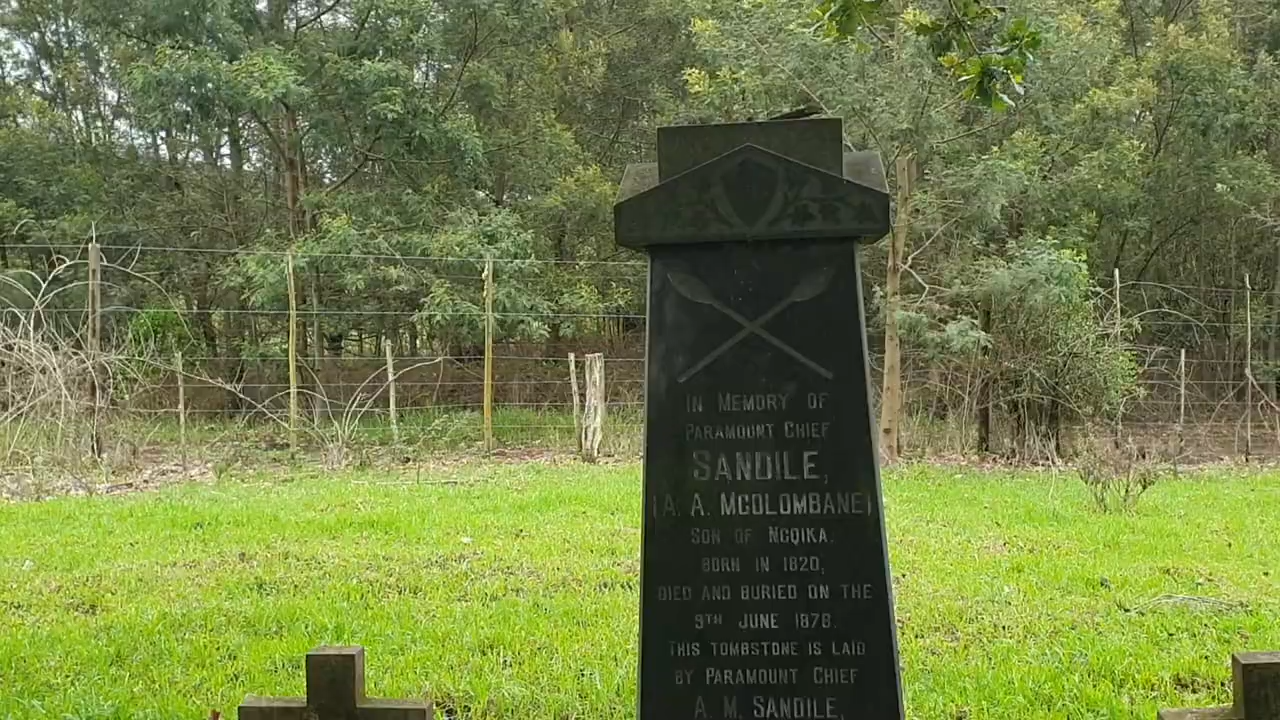 IN MEMORY OF
PARAMOUNT CHIEF
SANDILE,
(A. A. MGOLOMBANE)
SON OF NGQIKA.
BORN IN 1820,
DIED AND BURIED ON THE
9TH JUNE 1878.
THIS TOMBSTONE IS LAID
BY PARAMOUNT CHIEF
A. M. SANDILE,